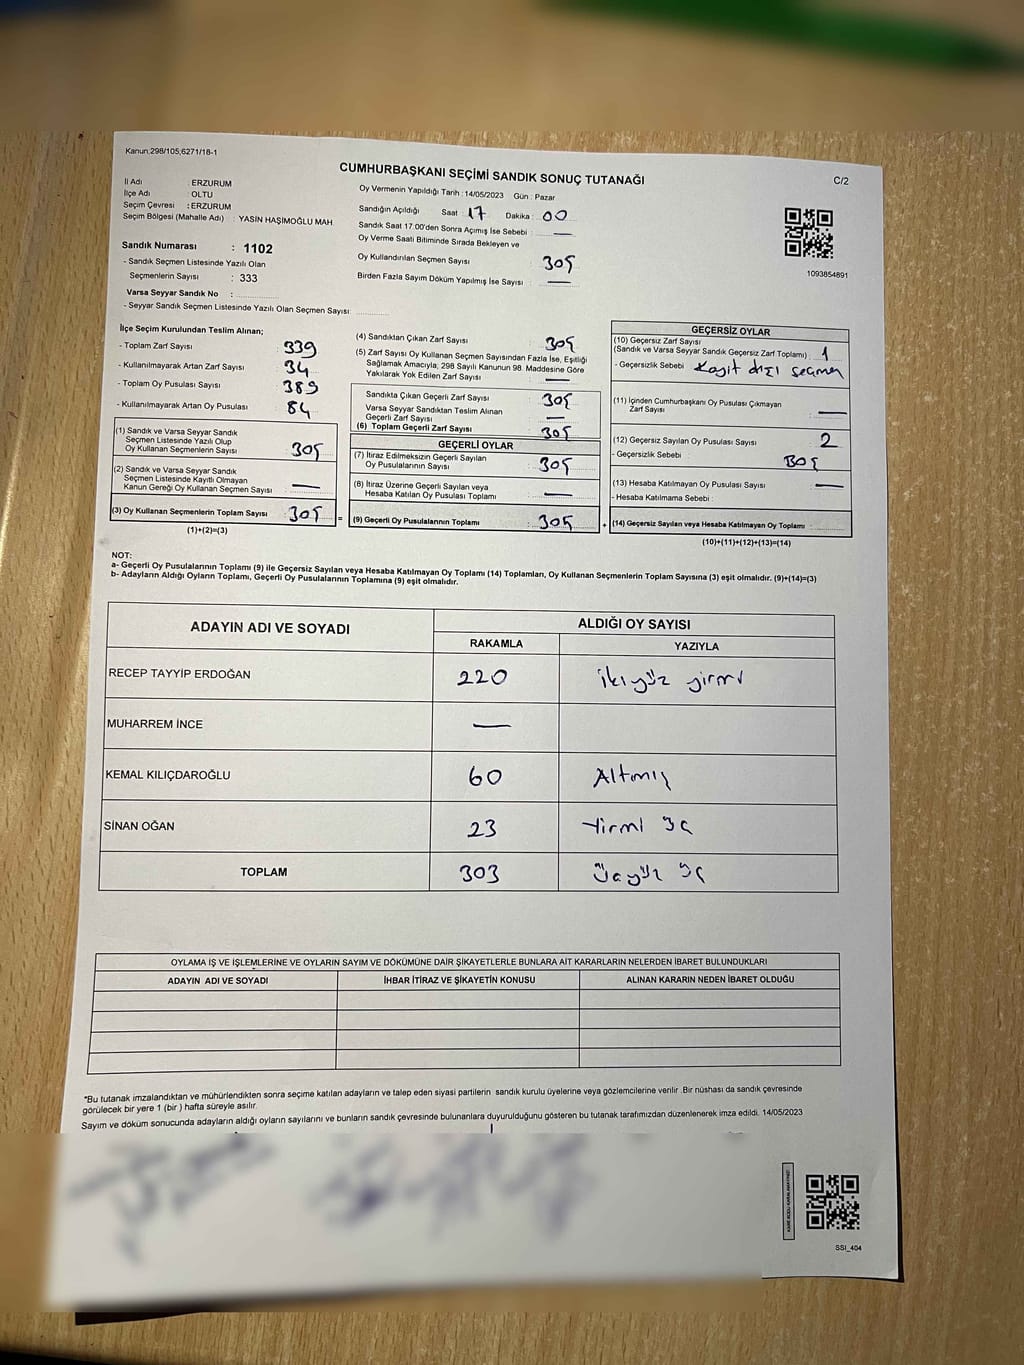 Kanun;298/105;6271/18-1
CUMHURBAŞKANI SEÇİMİ SANDIK SONUÇ TUTANAĞI
C/2
İl Adı : ERZURUM
İlçe Adı : OLTU
Seçim Çevresi : ERZURUM
Seçim Bölgesi (Mahalle Adı) : YASİN HAŞİMOĞLU MAH.
Sandık Numarası : 1102
- Sandık Seçmen Listesinde Yazılı Olan
Seçmenlerin Sayısı : 333
Varsa Seyyar Sandık No :
- Seyyar Sandık Seçmen Listesinde Yazılı Olan Seçmen Sayısı
Oy Vermenin Yapıldığı Tarih : 14/05/2023 Gün : Pazar
Sandığın Açıldığı Saat 17 Dakika : 00
Sandık Saat 17.00'den Sonra Açımış İse Sebebi : —
Oy Verme Saati Bitiminde Sırada Bekleyen ve
Oy Kullandırılan Seçmen Sayısı : 305
Birden Fazla Sayım Döküm Yapılmış İse Sayısı : —
1093854891
İlçe Seçim Kurulundan Teslim Alınan;
- Toplam Zarf Sayısı : 339
- Kullanılmayarak Artan Zarf Sayısı : 34
- Toplam Oy Pusulası Sayısı : 389
- Kullanılmayarak Artan Oy Pusulası : 84
(1) Sandık ve Varsa Seyyar Sandık
Seçmen Listesinde Yazılı Olup
Oy Kullanan Seçmenlerin Sayısı : 305
(2) Sandık ve Varsa Seyyar Sandık
Seçmen Listesinde Kayıtlı Olmayan
Kanun Gereği Oy Kullanan Seçmen Sayısı : —
(3) Oy Kullanan Seçmenlerin Toplam Sayısı : 305
(1)+(2)=(3)
(4) Sandıktan Çıkan Zarf Sayısı : 305
(5) Zarf Sayısı Oy Kullanan Seçmen Sayısından Fazla İse, Eşitliği
Sağlamak Amacıyla; 298 Sayılı Kanunun 98. Maddesine Göre
Yakılarak Yok Edilen Zarf Sayısı : —
Sandıkta Çıkan Geçerli Zarf Sayısı : 305
Varsa Seyyar Sandıktan Teslim Alınan
Geçerli Zarf Sayısı : —
(6) Toplam Geçerli Zarf Sayısı : 305
GEÇERLİ OYLAR
(7) İtiraz Edilmeksizin Geçerli Sayılan
Oy Pusulalarının Sayısı : 305
(8) İtiraz Üzerine Geçerli Sayılan veya
Hesaba Katılan Oy Pusulası Toplamı : —
= (9) Geçerli Oy Pusulalarının Toplamı : 305
GEÇERSİZ OYLAR
(10) Geçersiz Zarf Sayısı
(Sandık ve Varsa Seyyar Sandık Geçersiz Zarf Toplamı) : 1
- Geçersizlik Sebebi : Kayit dışı seçmen
(11) İçinden Cumhurbaşkanı Oy Pusulası Çıkmayan
Zarf Sayısı : —
(12) Geçersiz Sayılan Oy Pusulası Sayısı : 2
- Geçersizlik Sebebi : BOŞ
(13) Hesaba Katılmayan Oy Pusulası Sayısı : —
- Hesaba Katılmama Sebebi :
+ (14) Geçersiz Sayılan veya Hesaba Katılmayan Oy Toplamı :
(10)+(11)+(12)+(13)=(14)
NOT:
a- Geçerli Oy Pusulalarının Toplamı (9) ile Geçersiz Sayılan veya Hesaba Katılmayan Oy Toplamı (14) Toplamları, Oy Kullanan Seçmenlerin Toplam Sayısına (3) eşit olmalıdır. (9)+(14)=(3)
b- Adayların Aldığı Oyların Toplamı, Geçerli Oy Pusulalarının Toplamına (9) eşit olmalıdır.
ADAYIN ADI VE SOYADI ALDIĞI OY SAYISI
RAKAMLA YAZIYLA
RECEP TAYYİP ERDOĞAN 220 ikiyüz yirmi
MUHARREM İNCE —
KEMAL KILIÇDAROĞLU 60 Altmış
SİNAN OĞAN 23 Yirmi üç
TOPLAM 303 üçyüz üç
OYLAMA İŞ VE İŞLEMLERİNE VE OYLARIN SAYIM VE DÖKÜMÜNE DAİR ŞİKAYETLERLE BUNLARA AİT KARARLARIN NELERDEN İBARET BULUNDUKLARI
ADAYIN ADI VE SOYADI İHBAR İTİRAZ VE ŞİKAYETİN KONUSU ALINAN KARARIN NEDEN İBARET OLDUĞU
*Bu tutanak imzalandıktan ve mühürlendikten sonra seçime katılan adayların ve talep eden siyasi partilerin sandık kurulu üyelerine veya gözlemcilerine verilir. Bir nüshası da sandık çevresinde
görülecek bir yere 1 (bir ) hafta süreyle asılır.
Sayım ve döküm sonucunda adayların aldığı oyların sayılarını ve bunların sandık çevresinde bulunanlara duyurulduğunu gösteren bu tutanak tarafımızdan düzenlenerek imza edildi. 14/05/2023
SSI_404